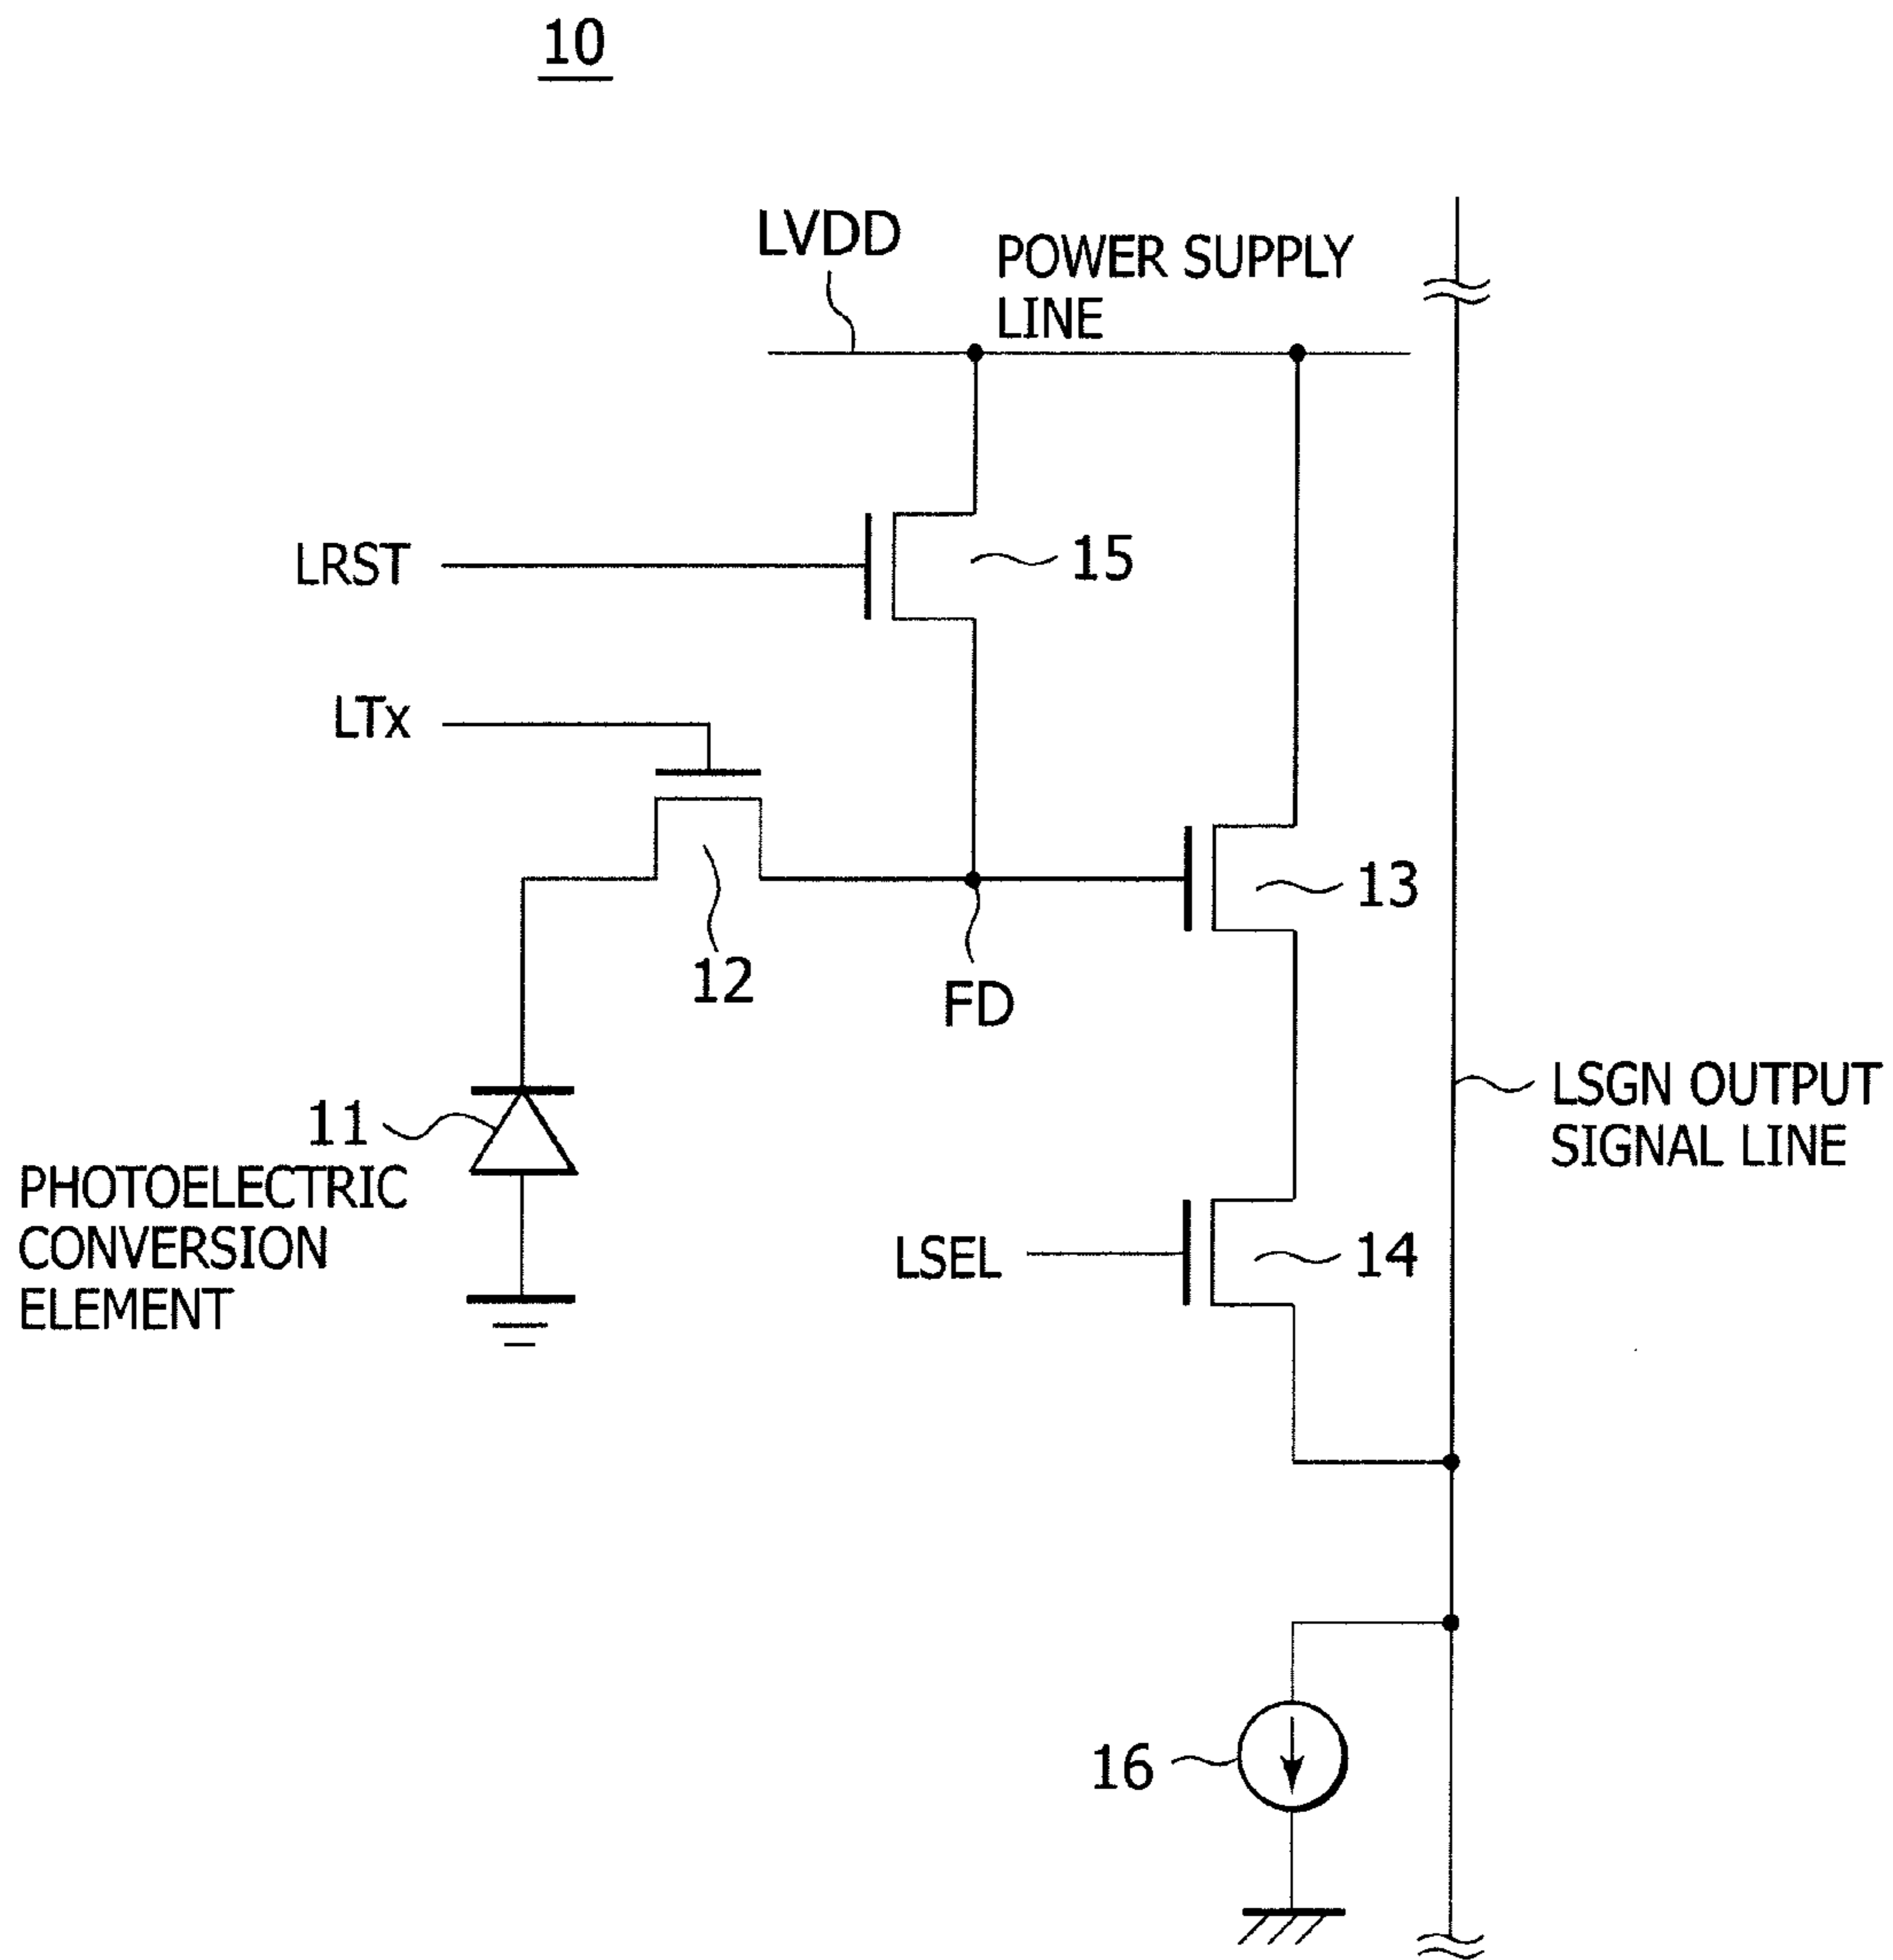 10
LVDD
POWER SUPPLY
LINE
LRST
15
LTx
13
12
FD
LSGN OUTPUT
SIGNAL LINE
11
PHOTOELECTRIC
CONVERSION
ELEMENT
LSEL
14
16